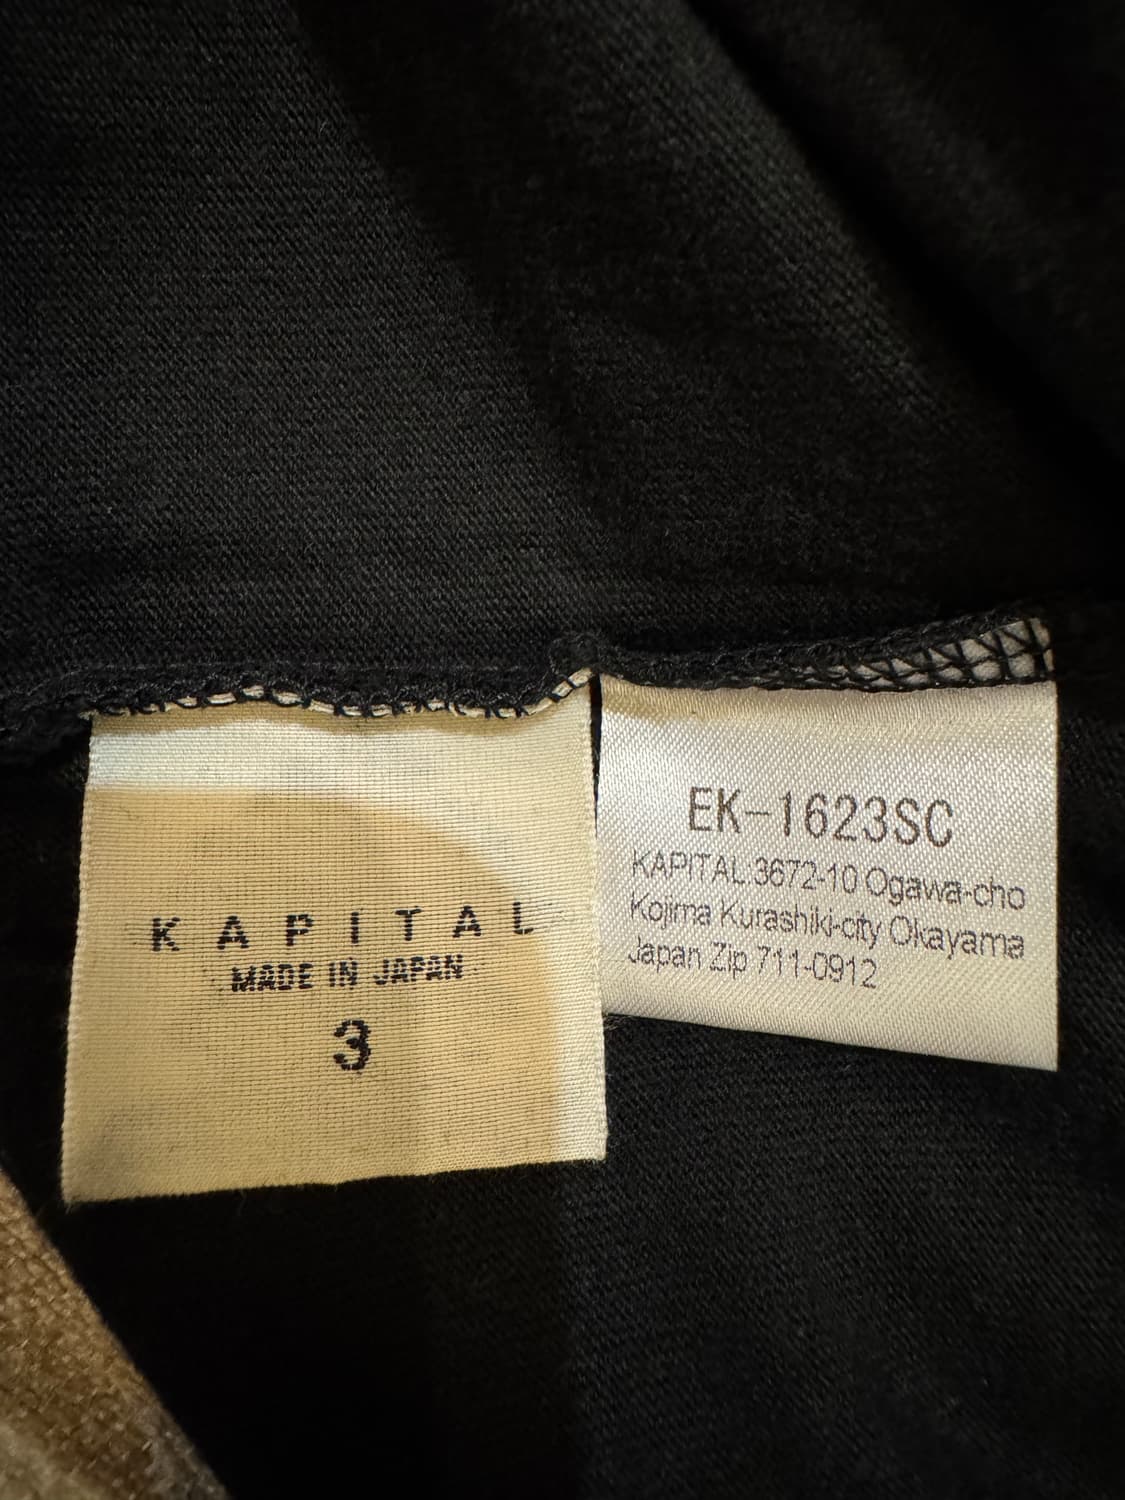 KAPITAL
MADE IN JAPAN
3
EK-1623SC
KAPITAL 3672-10 Ogawa-cho
Kojima Kurashiki-city Okayama
Japan Zip 711-0912